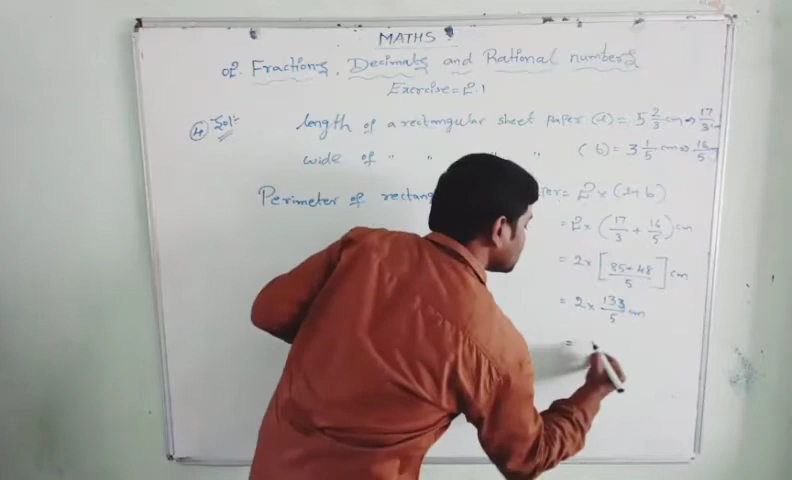 MATHS
2. Fractions, Decimals and Rational numbers
Exercise = 2.1
4 Sol:- length of a rectangular sheet paper (l) = 5 2/3 cm ⇒ 17/3 cm
wide of " " " " (b) = 3 1/5 cm ⇒ 16/5
Perimeter of = 2 × (l+b)
= 2 × (17/3 + 16/5) cm
= 2 × [85+48/5] cm
= 2 × 133/5 cm
=